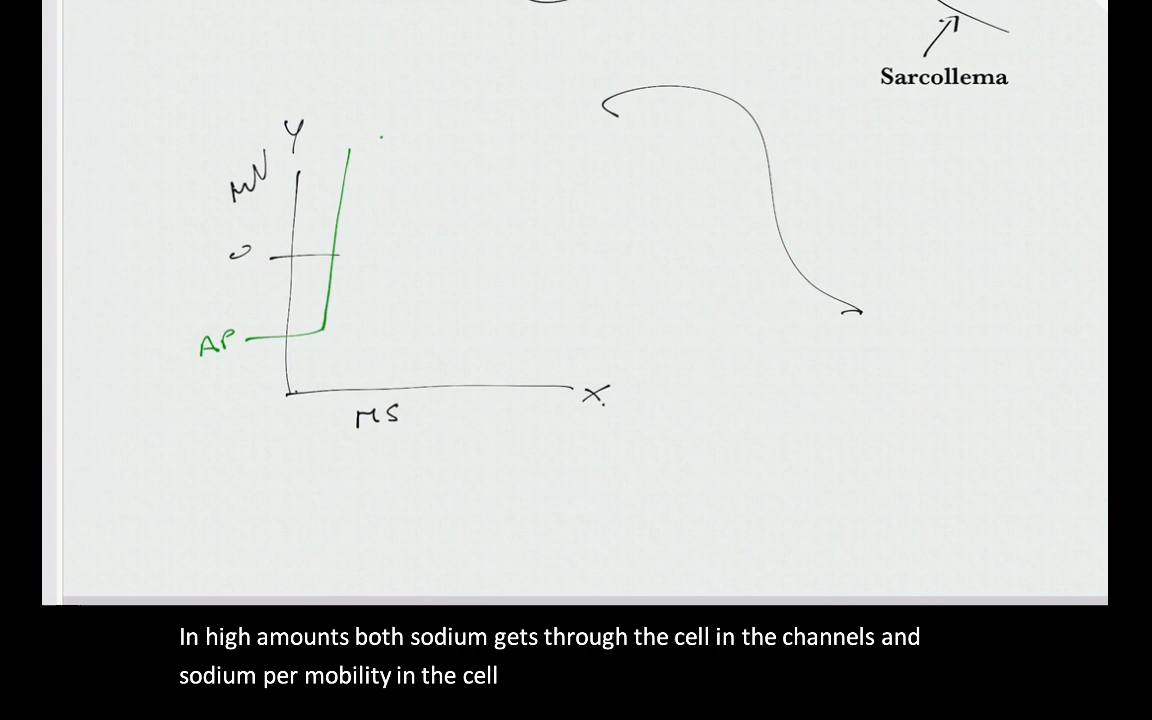 Sarcollema
Y
MV
0
AP
X
MS
In high amounts both sodium gets through the cell in the channels and
sodium per mobility in the cell